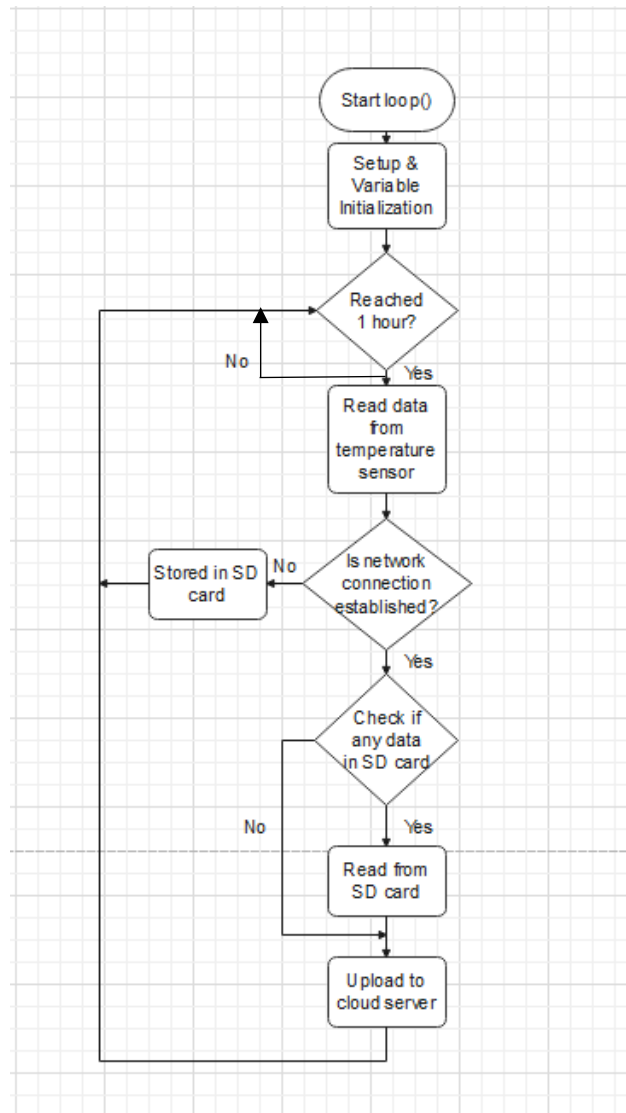 Start loop()
Setup &
Variable
Initialization
Reached
1 hour?
No
Yes
Read data
from
temperature
sensor
Is network
connection
established?
No
Stored in SD
card
Yes
Check if
any data
in SD card
No
Yes
Read from
SD card
Upload to
cloud server